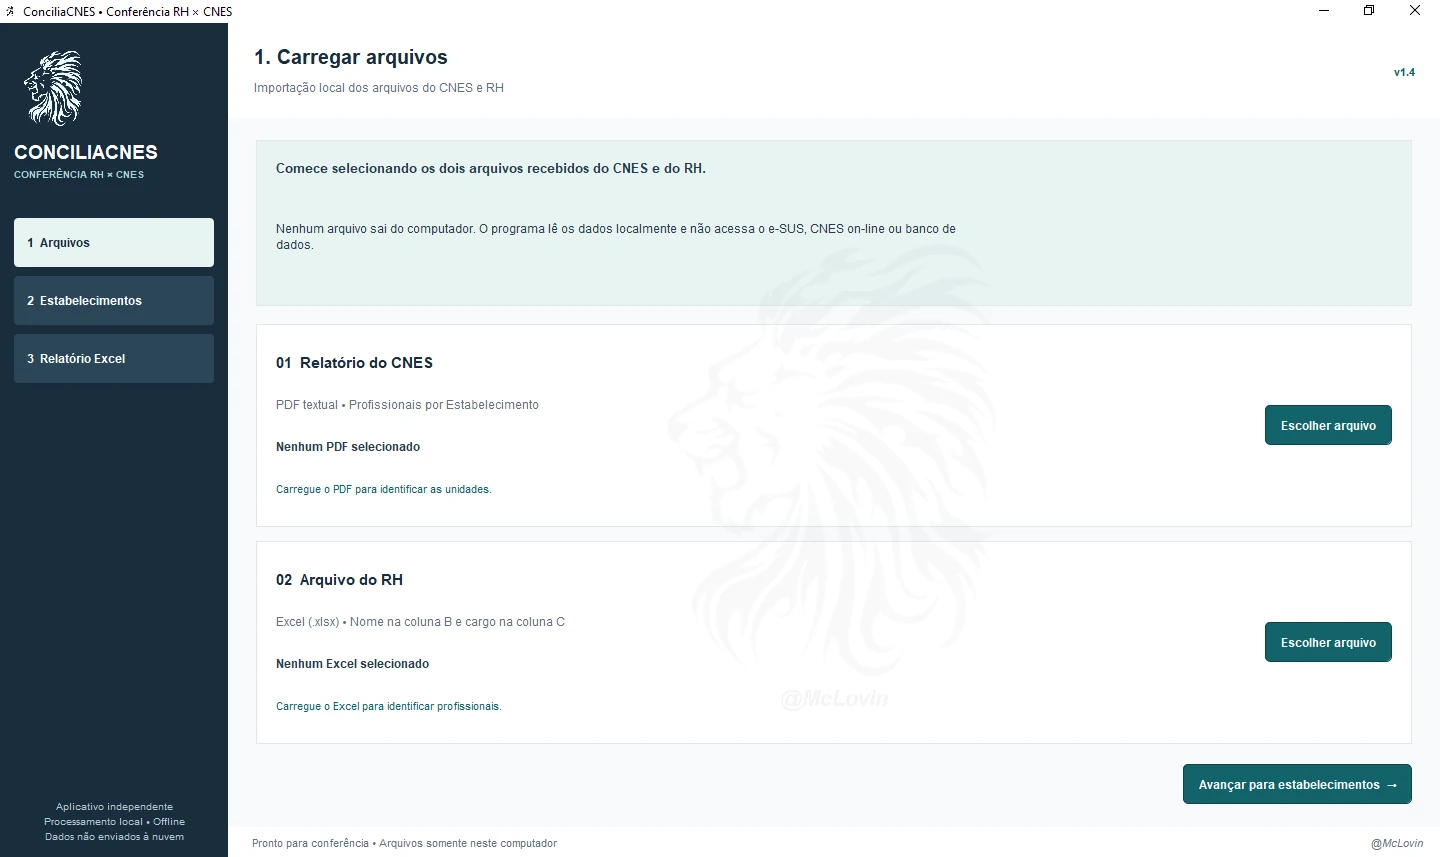 ConciliaCNES • Conferência RH × CNES
CONCILIACNES
CONFERÊNCIA RH × CNES
1 Arquivos
2 Estabelecimentos
3 Relatório Excel
Aplicativo independente
Processamento local • Offline
Dados não enviados à nuvem
1. Carregar arquivos
Importação local dos arquivos do CNES e RH
v1.4
Comece selecionando os dois arquivos recebidos do CNES e do RH.
Nenhum arquivo sai do computador. O programa lê os dados localmente e não acessa o e-SUS, CNES on-line ou banco de
dados.
01 Relatório do CNES
PDF textual • Profissionais por Estabelecimento
Nenhum PDF selecionado
Carregue o PDF para identificar as unidades.
Escolher arquivo
02 Arquivo do RH
Excel (.xlsx) • Nome na coluna B e cargo na coluna C
Nenhum Excel selecionado
Carregue o Excel para identificar profissionais.
Escolher arquivo
@McLovin
Avançar para estabelecimentos →
Pronto para conferência • Arquivos somente neste computador
@McLovin